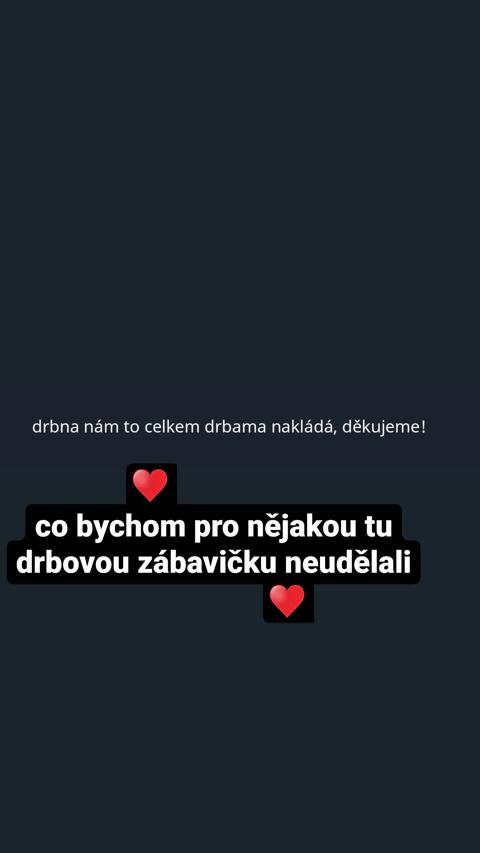 drbna nám to celkem drbama nakládá, děkujeme!
❤️
co bychom pro nějakou tu
drbovou zábavičku neudělali
❤️